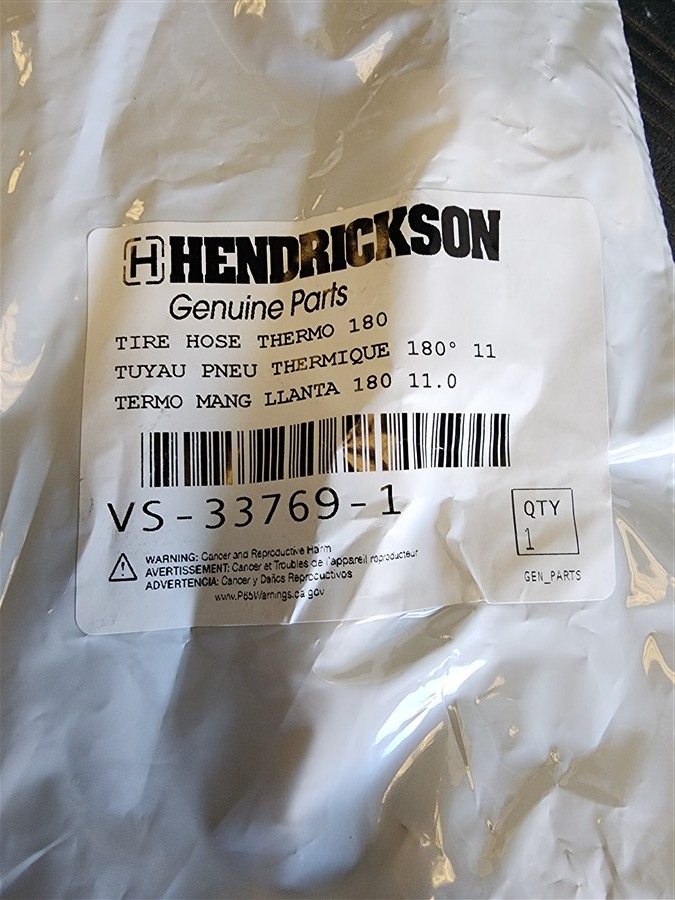 H HENDRICKSON
Genuine Parts
TIRE HOSE THERMO 180
TUYAU PNEU THERMIQUE 180° 11
TERMO MANG LLANTA 180 11.0
VS-33769-1
QTY
1
WARNING: Cancer and Reproductive Harm
AVERTISSEMENT: Cancer et Troubles de l'appareil reproducteur
ADVERTENCIA: Cancer y Daños Reproductivos
www.P65Warnings.ca.gov
GEN_PARTS